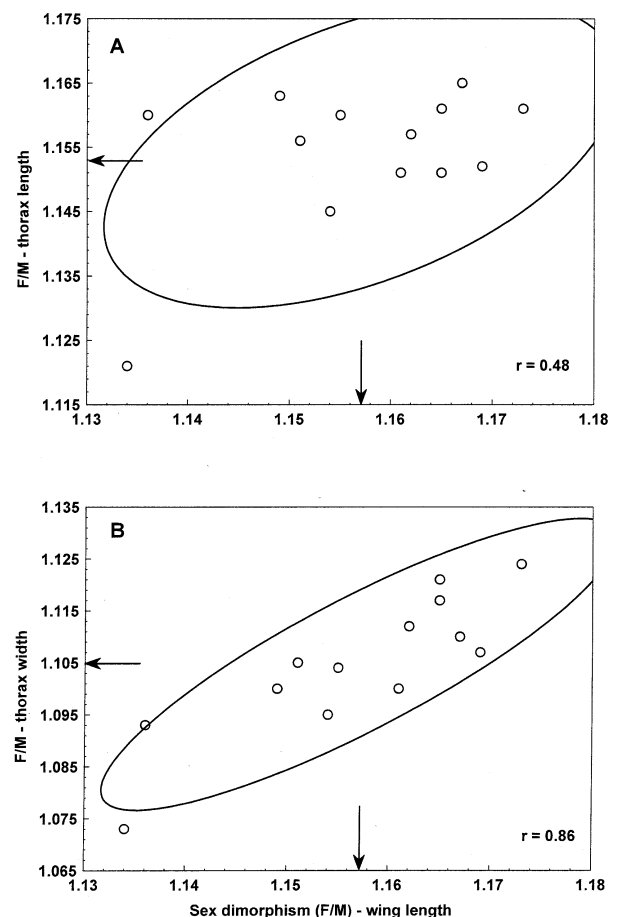 A
F/M - thorax length
1.175
1.165
1.155
1.145
1.135
1.125
1.115
r = 0.48
1.13 1.14 1.15 1.16 1.17 1.18
B
F/M - thorax width
1.135
1.125
1.115
1.105
1.095
1.085
1.075
1.065
r = 0.86
1.13 1.14 1.15 1.16 1.17 1.18
Sex dimorphism (F/M) - wing length